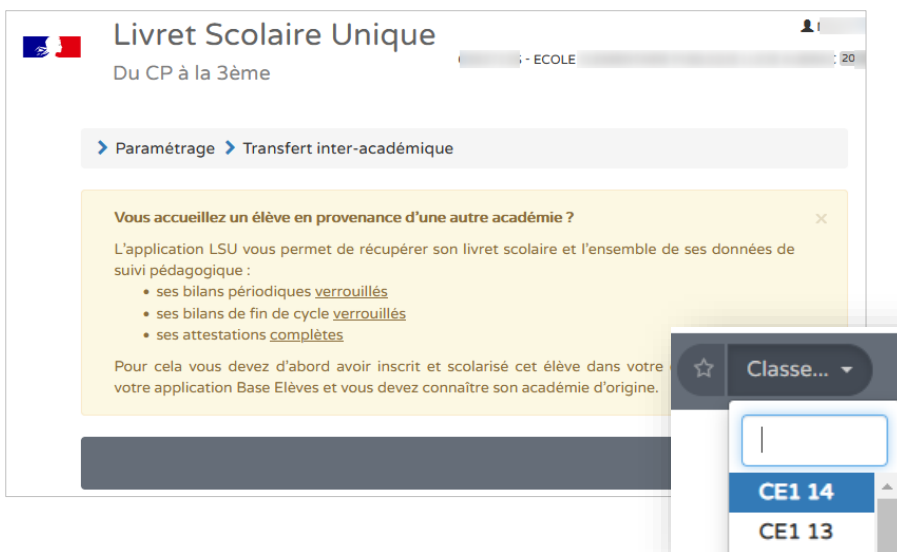 Livret Scolaire Unique
Du CP à la 3ème
- ECOLE
20
Paramétrage Transfert inter-académique
Vous accueillez un élève en provenance d'une autre académie ?
L'application LSU vous permet de récupérer son livret scolaire et l'ensemble de ses données de
suivi pédagogique :
• ses bilans périodiques verrouillés
• ses bilans de fin de cycle verrouillés
• ses attestations complètes
Pour cela vous devez d'abord avoir inscrit et scolarisé cet élève dans votre
votre application Base Elèves et vous devez connaître son académie d'origine.
Classe...
CE1 14
CE1 13